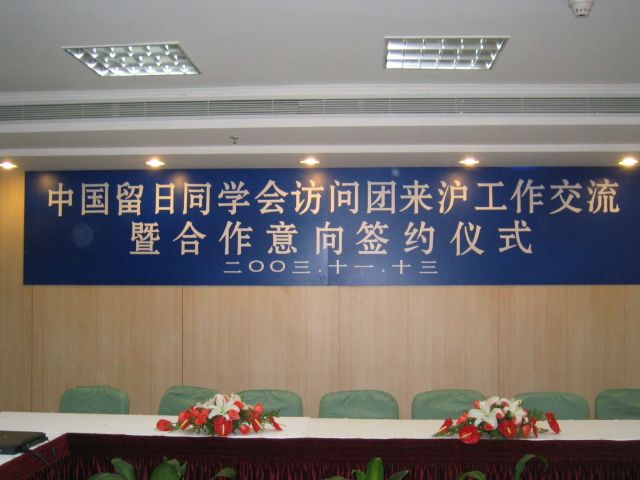 中国留日同学会访问团来沪工作交流
暨合作意向签约仪式
二〇〇三.十一.十三